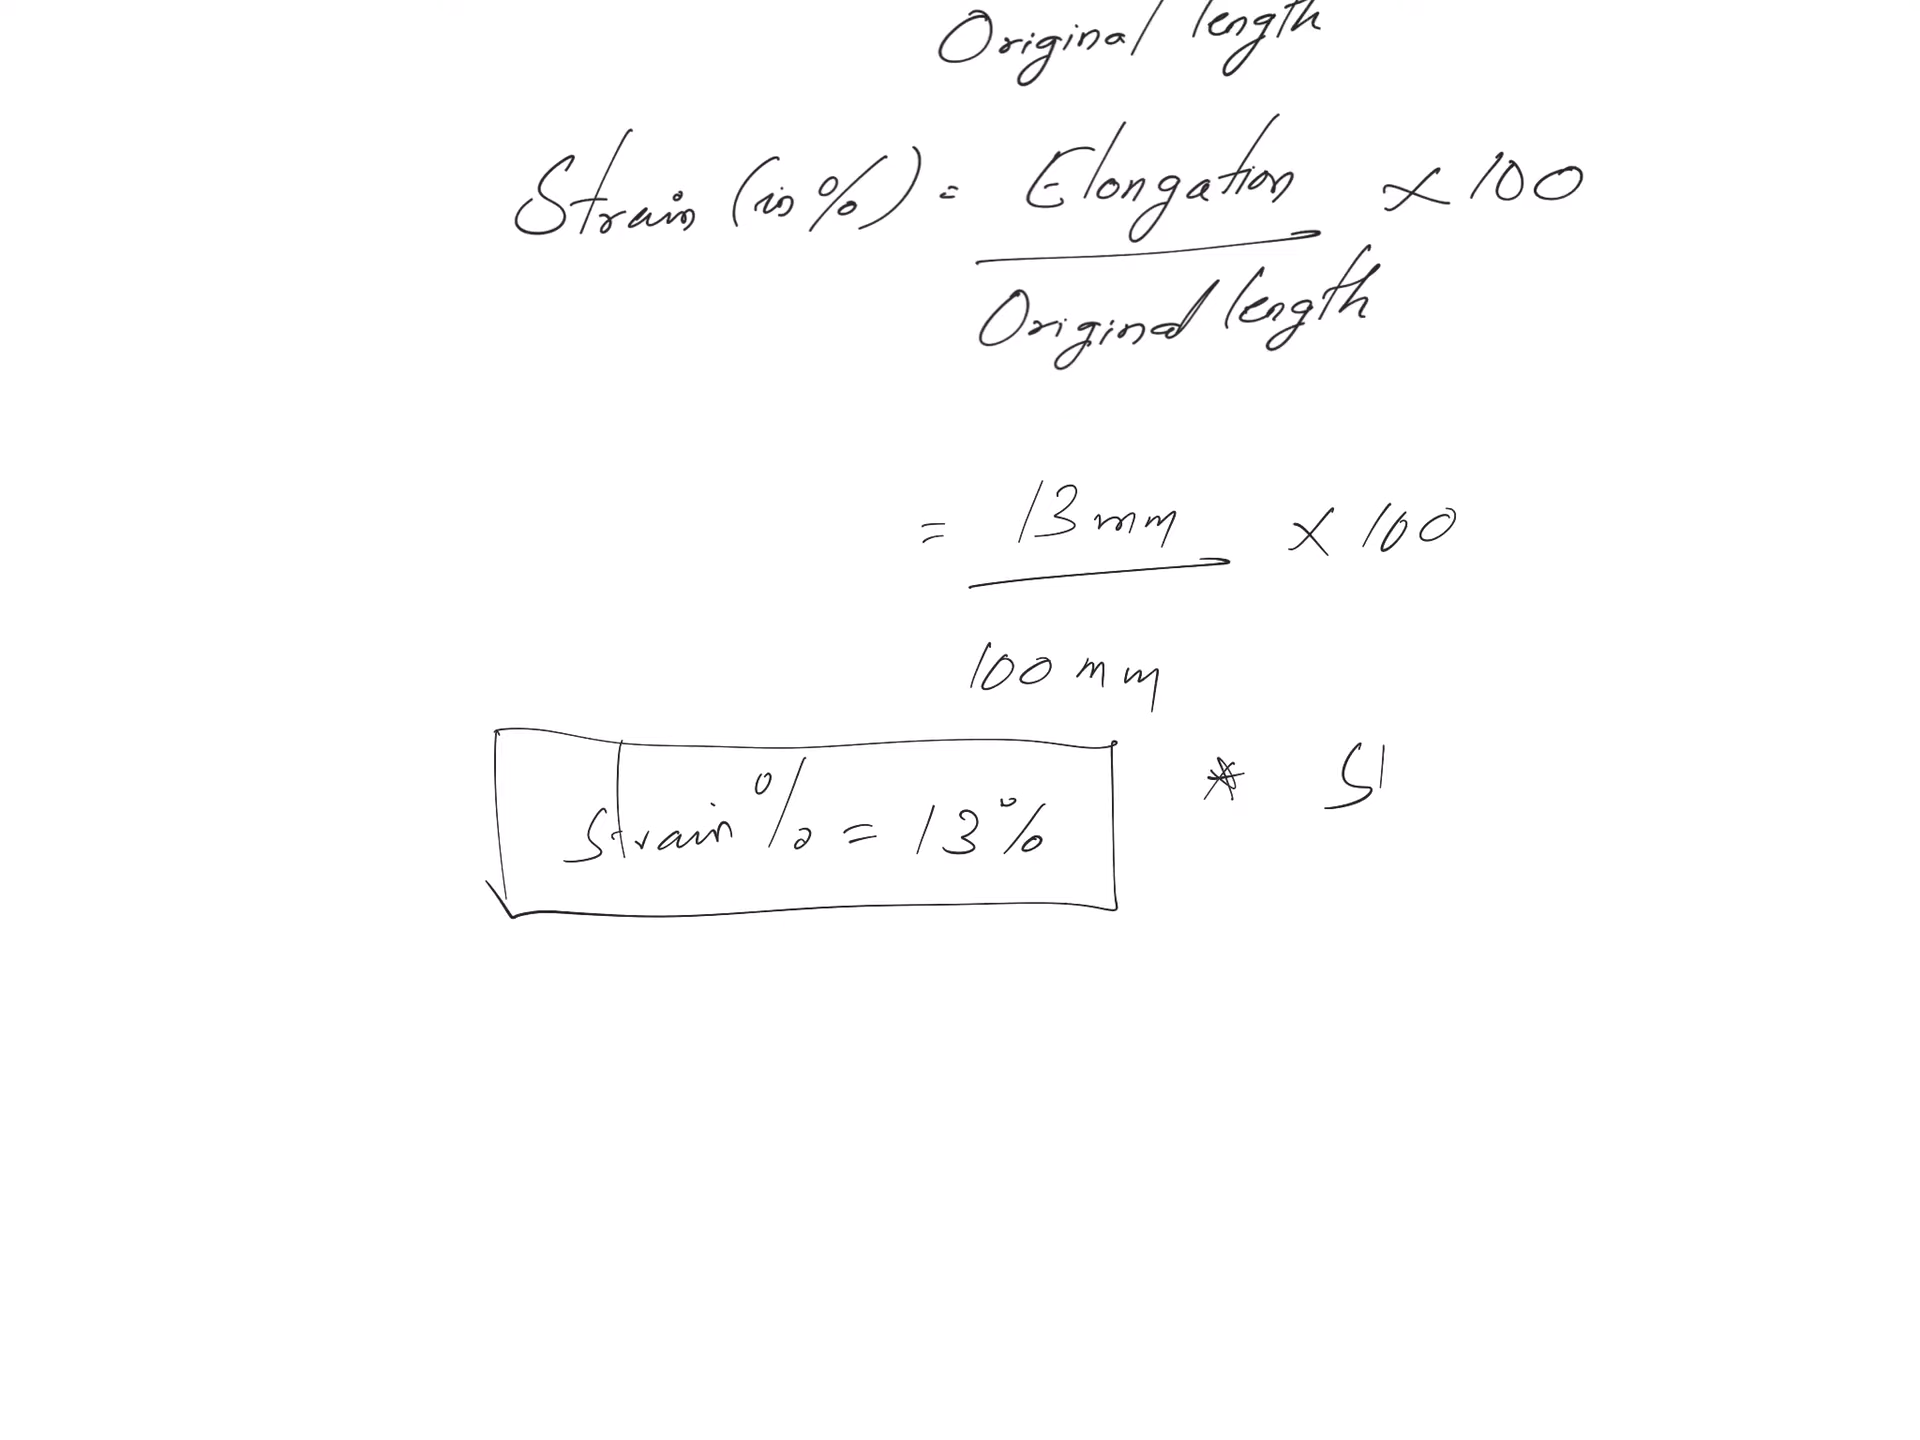 Original length
Strain (in %) = Elongation × 100
Original length
= 13 mm × 100
100 mm
Strain % = 13% * S